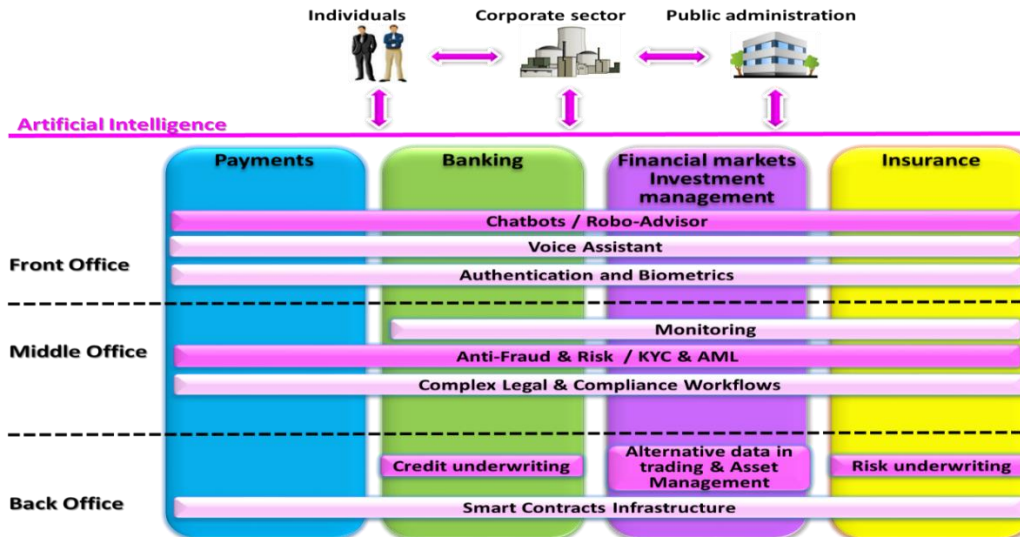 Individuals
Corporate sector
Public administration
Artificial Intelligence
Payments
Banking
Financial markets
Investment
management
Insurance
Chatbots / Robo-Advisor
Voice Assistant
Front Office
Authentication and Biometrics
Monitoring
Middle Office
Anti-Fraud & Risk / KYC & AML
Complex Legal & Compliance Workflows
Credit underwriting
Alternative data in
trading & Asset
Management
Risk underwriting
Back Office
Smart Contracts Infrastructure